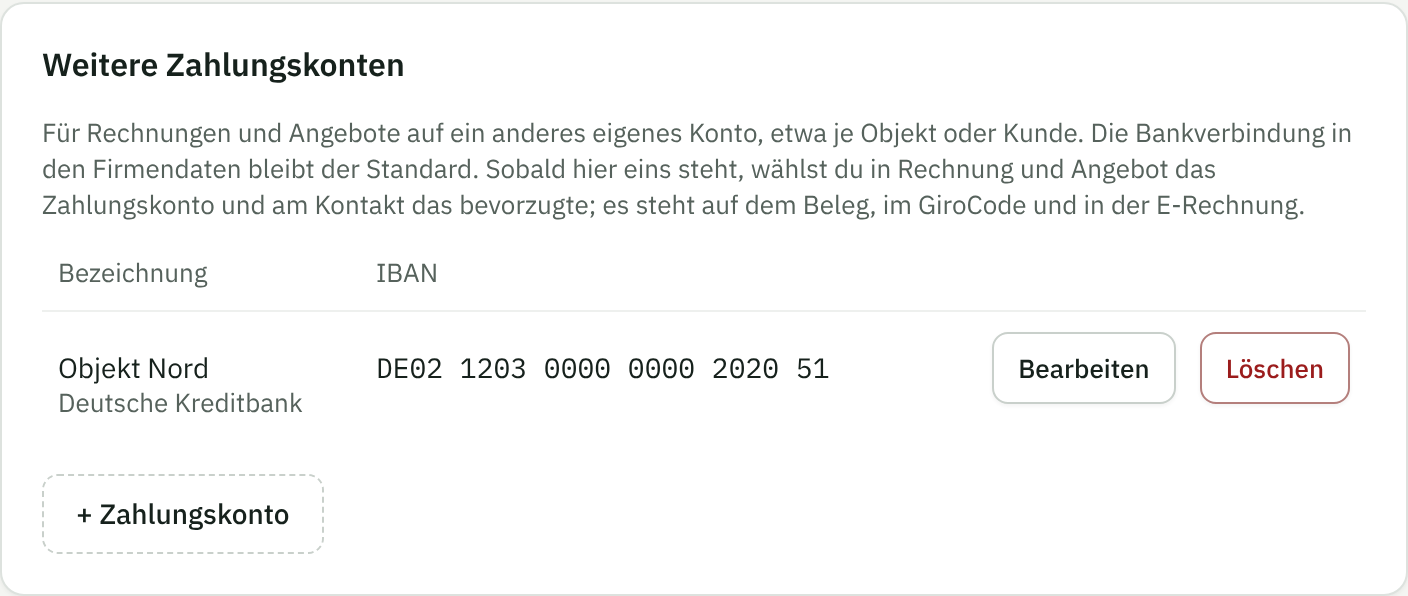 Weitere Zahlungskonten
Für Rechnungen und Angebote auf ein anderes eigenes Konto, etwa je Objekt oder Kunde. Die Bankverbindung in
den Firmendaten bleibt der Standard. Sobald hier eins steht, wählst du in Rechnung und Angebot das
Zahlungskonto und am Kontakt das bevorzugte; es steht auf dem Beleg, im GiroCode und in der E-Rechnung.
Bezeichnung IBAN
Objekt Nord DE02 1203 0000 0000 2020 51 Bearbeiten Löschen
Deutsche Kreditbank
+ Zahlungskonto